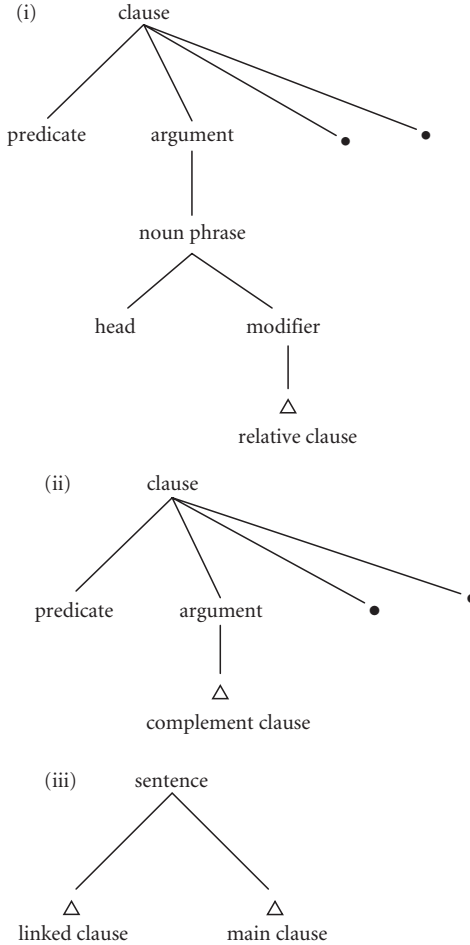 (i) clause
predicate argument
noun phrase
head modifier
relative clause
(ii) clause
predicate argument
complement clause
(iii) sentence
linked clause main clause